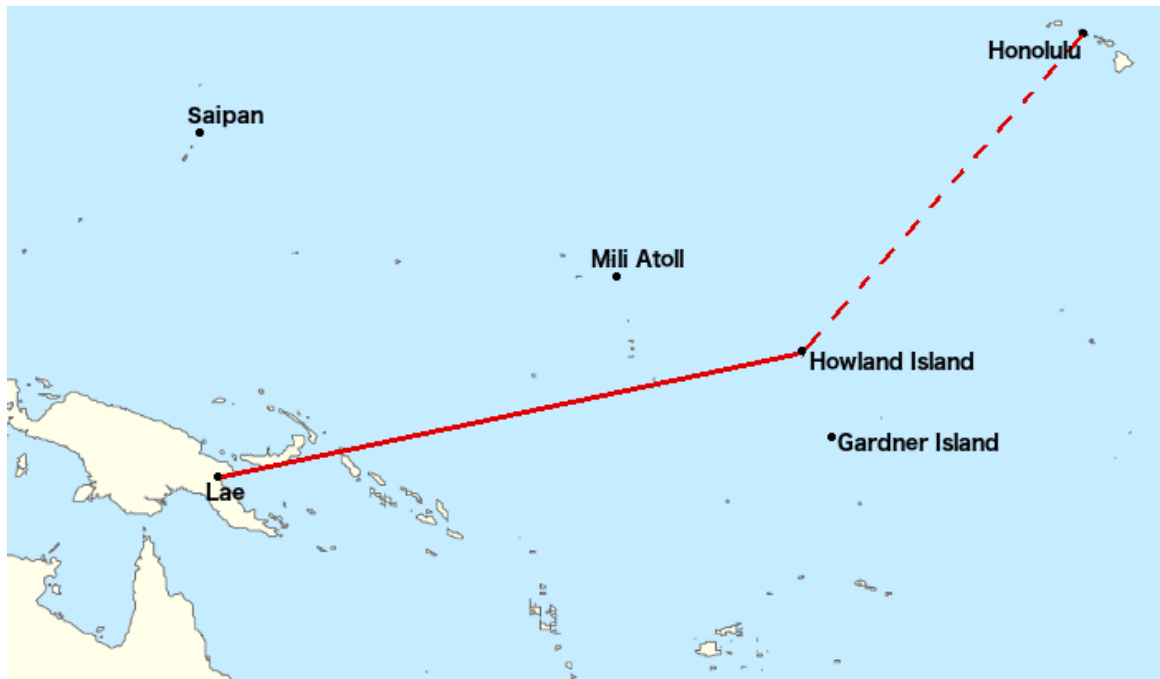 Honolulu
Saipan
Mili Atoll
Howland Island
Gardner Island
Lae